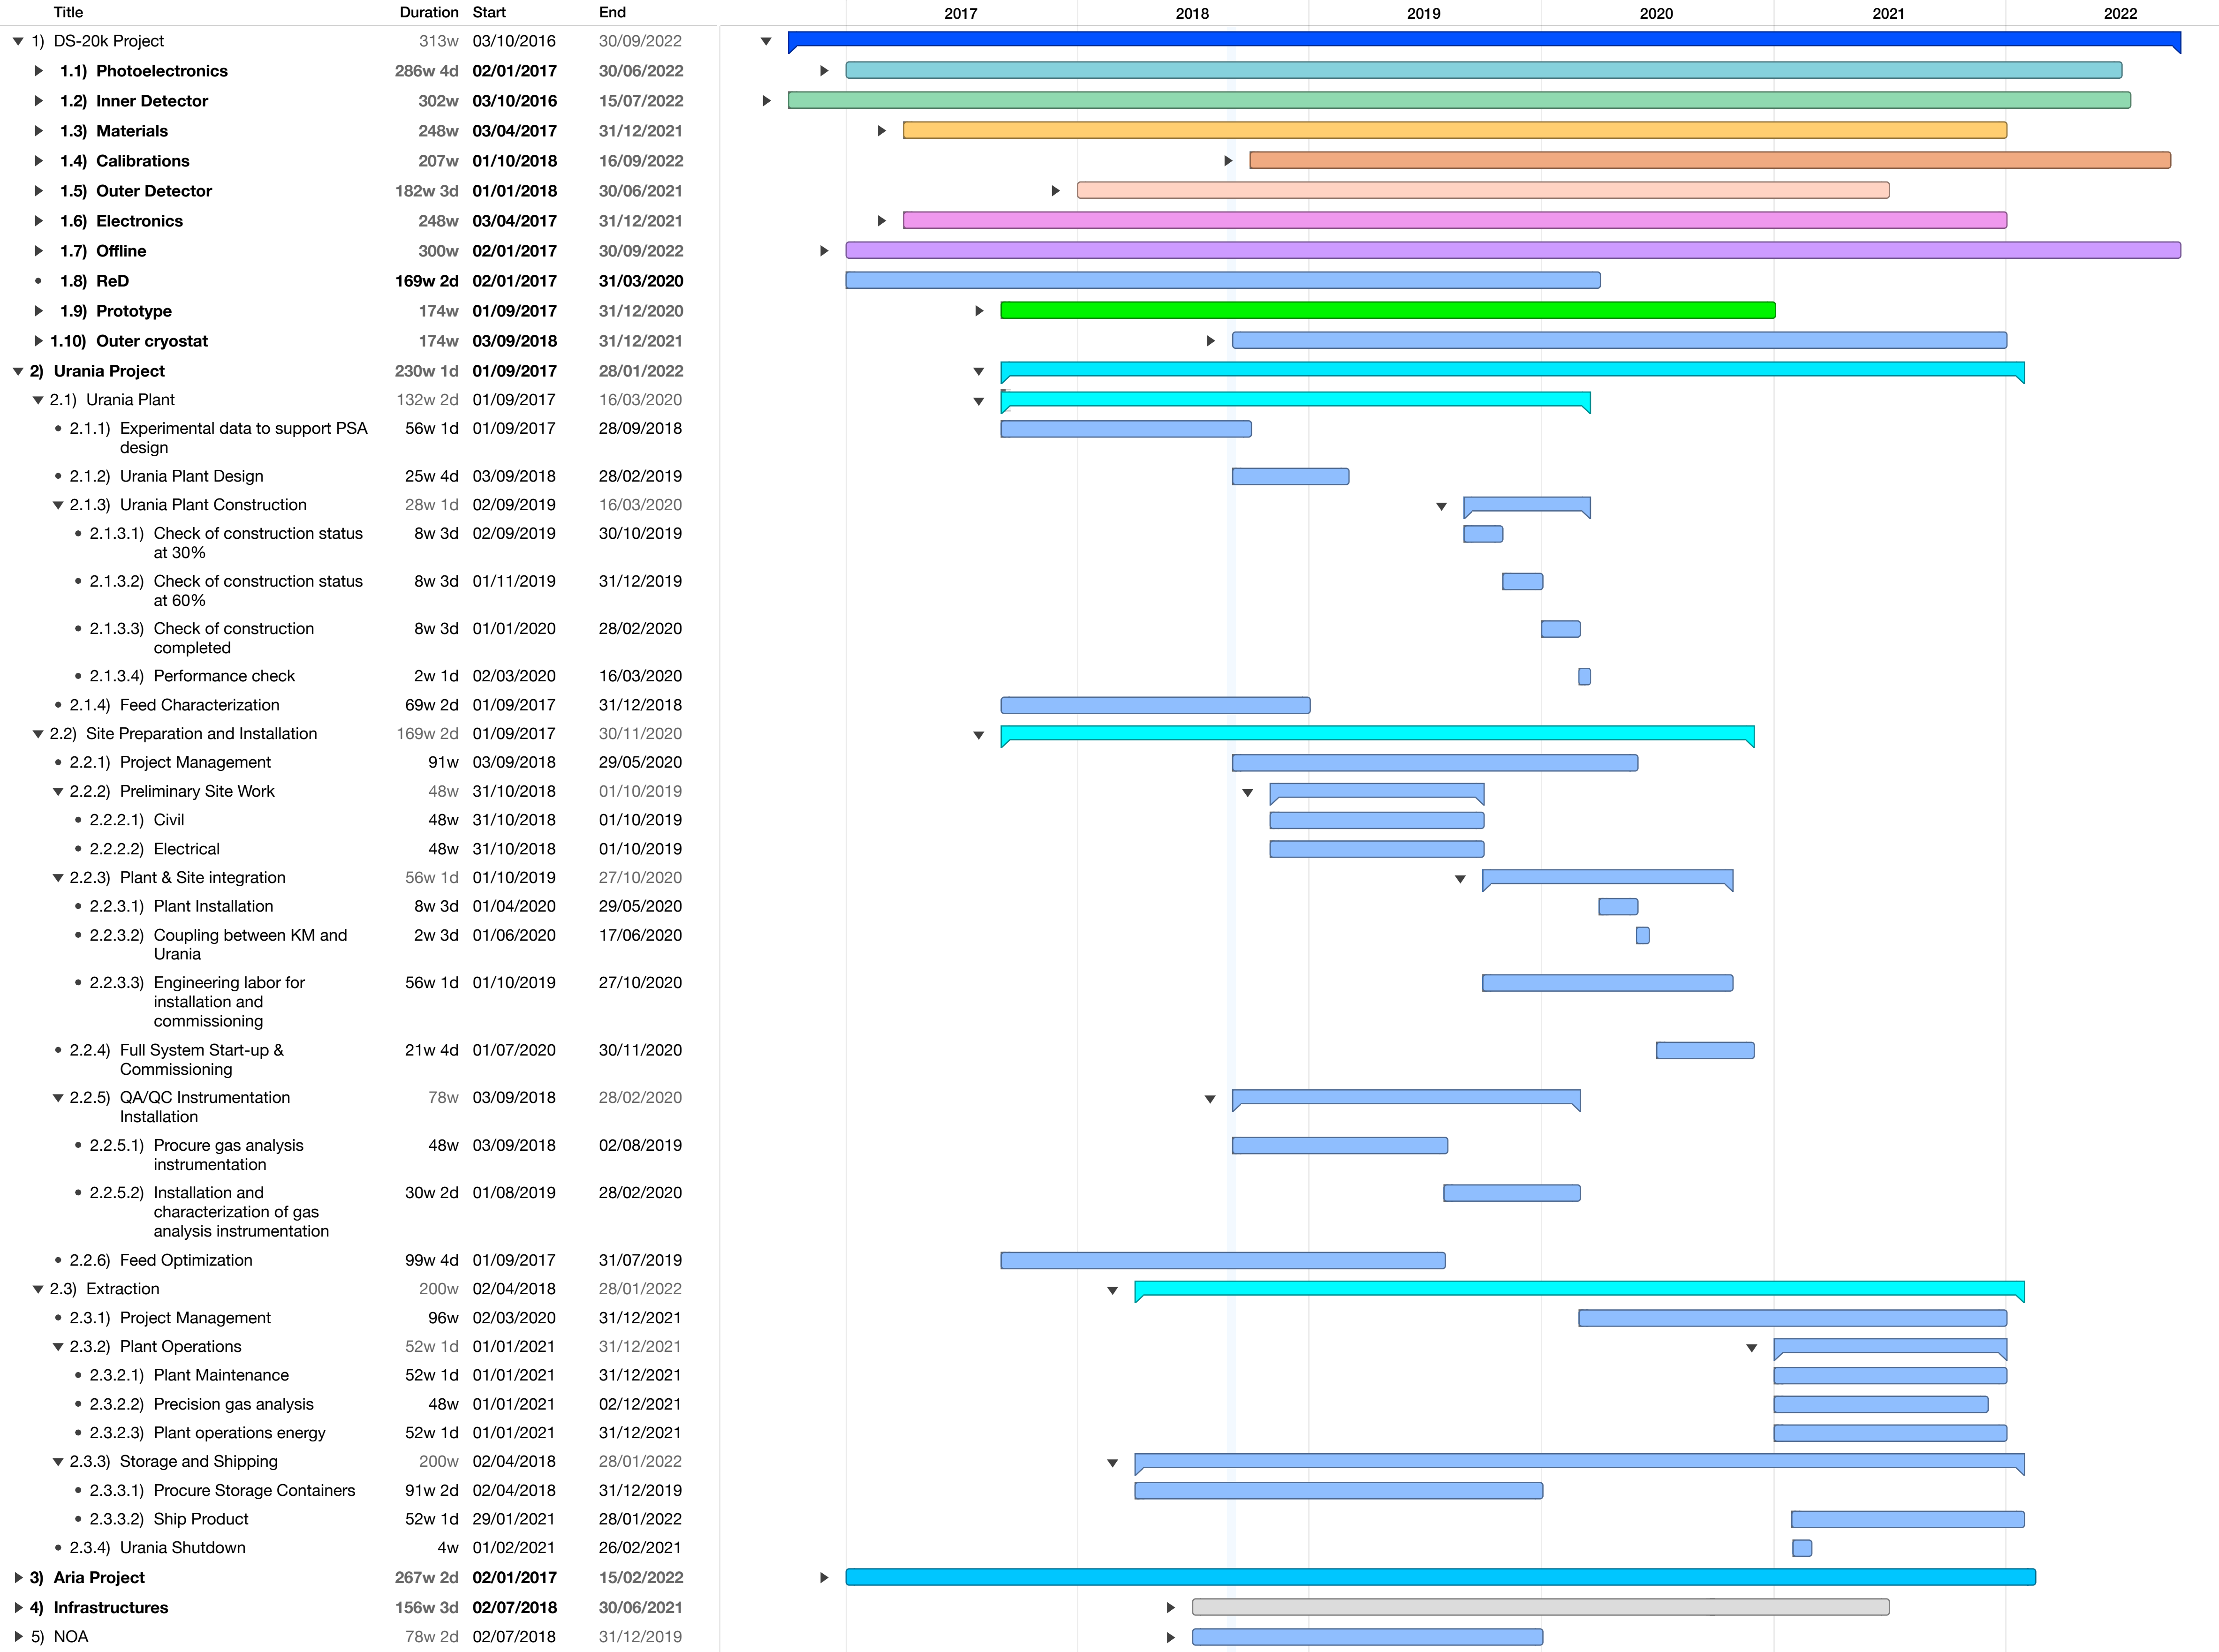 Title Duration Start End 2017 2018 2019 2020 2021 2022
1) DS-20k Project 313w 03/10/2016 30/09/2022
1.1) Photoelectronics 286w 4d 02/01/2017 30/06/2022
1.2) Inner Detector 302w 03/10/2016 15/07/2022
1.3) Materials 248w 03/04/2017 31/12/2021
1.4) Calibrations 207w 01/10/2018 16/09/2022
1.5) Outer Detector 182w 3d 01/01/2018 30/06/2021
1.6) Electronics 248w 03/04/2017 31/12/2021
1.7) Offline 300w 02/01/2017 30/09/2022
1.8) ReD 169w 2d 02/01/2017 31/03/2020
1.9) Prototype 174w 01/09/2017 31/12/2020
1.10) Outer cryostat 174w 03/09/2018 31/12/2021
2) Urania Project 230w 1d 01/09/2017 28/01/2022
2.1) Urania Plant 132w 2d 01/09/2017 16/03/2020
2.1.1) Experimental data to support PSA 56w 1d 01/09/2017 28/09/2018
design
2.1.2) Urania Plant Design 25w 4d 03/09/2018 28/02/2019
2.1.3) Urania Plant Construction 28w 1d 02/09/2019 16/03/2020
2.1.3.1) Check of construction status 8w 3d 02/09/2019 30/10/2019
at 30%
2.1.3.2) Check of construction status 8w 3d 01/11/2019 31/12/2019
at 60%
2.1.3.3) Check of construction 8w 3d 01/01/2020 28/02/2020
completed
2.1.3.4) Performance check 2w 1d 02/03/2020 16/03/2020
2.1.4) Feed Characterization 69w 2d 01/09/2017 31/12/2018
2.2) Site Preparation and Installation 169w 2d 01/09/2017 30/11/2020
2.2.1) Project Management 91w 03/09/2018 29/05/2020
2.2.2) Preliminary Site Work 48w 31/10/2018 01/10/2019
2.2.2.1) Civil 48w 31/10/2018 01/10/2019
2.2.2.2) Electrical 48w 31/10/2018 01/10/2019
2.2.3) Plant & Site integration 56w 1d 01/10/2019 27/10/2020
2.2.3.1) Plant Installation 8w 3d 01/04/2020 29/05/2020
2.2.3.2) Coupling between KM and 2w 3d 01/06/2020 17/06/2020
Urania
2.2.3.3) Engineering labor for 56w 1d 01/10/2019 27/10/2020
installation and
commissioning
2.2.4) Full System Start-up & 21w 4d 01/07/2020 30/11/2020
Commissioning
2.2.5) QA/QC Instrumentation 78w 03/09/2018 28/02/2020
Installation
2.2.5.1) Procure gas analysis 48w 03/09/2018 02/08/2019
instrumentation
2.2.5.2) Installation and 30w 2d 01/08/2019 28/02/2020
characterization of gas
analysis instrumentation
2.2.6) Feed Optimization 99w 4d 01/09/2017 31/07/2019
2.3) Extraction 200w 02/04/2018 28/01/2022
2.3.1) Project Management 96w 02/03/2020 31/12/2021
2.3.2) Plant Operations 52w 1d 01/01/2021 31/12/2021
2.3.2.1) Plant Maintenance 52w 1d 01/01/2021 31/12/2021
2.3.2.2) Precision gas analysis 48w 01/01/2021 02/12/2021
2.3.2.3) Plant operations energy 52w 1d 01/01/2021 31/12/2021
2.3.3) Storage and Shipping 200w 02/04/2018 28/01/2022
2.3.3.1) Procure Storage Containers 91w 2d 02/04/2018 31/12/2019
2.3.3.2) Ship Product 52w 1d 29/01/2021 28/01/2022
2.3.4) Urania Shutdown 4w 01/02/2021 26/02/2021
3) Aria Project 267w 2d 02/01/2017 15/02/2022
4) Infrastructures 156w 3d 02/07/2018 30/06/2021
5) NOA 78w 2d 02/07/2018 31/12/2019